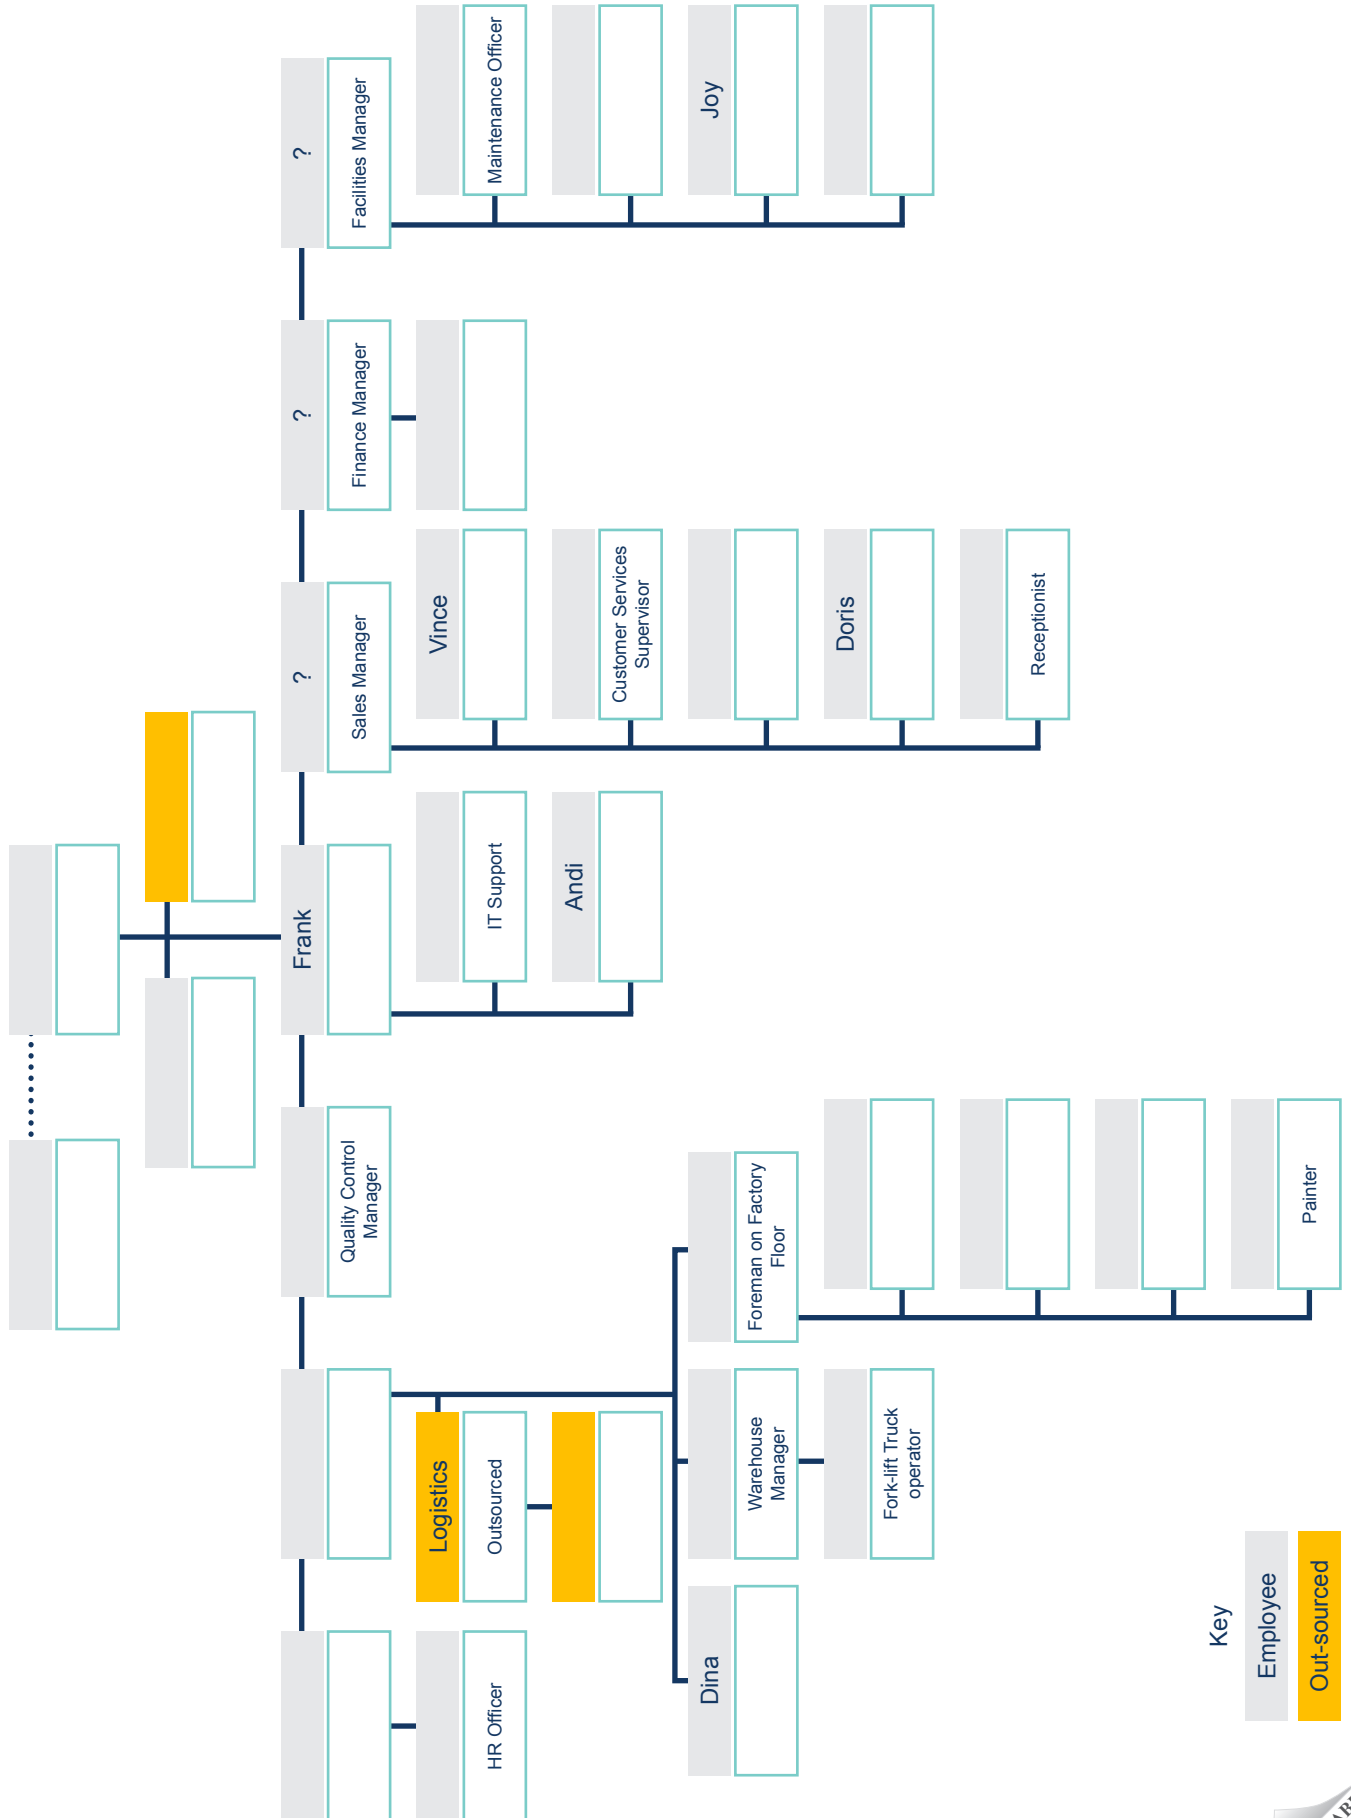 Frank
?
Sales Manager
?
Finance Manager
?
Facilities Manager
Quality Control
Manager
HR Officer
Logistics
Outsourced
Dina
Warehouse
Manager
Fork-lift Truck
operator
Foreman on Factory
Floor
Painter
IT Support
Andi
Vince
Customer Services
Supervisor
Doris
Receptionist
Maintenance Officer
Joy
Key
Employee
Out-sourced